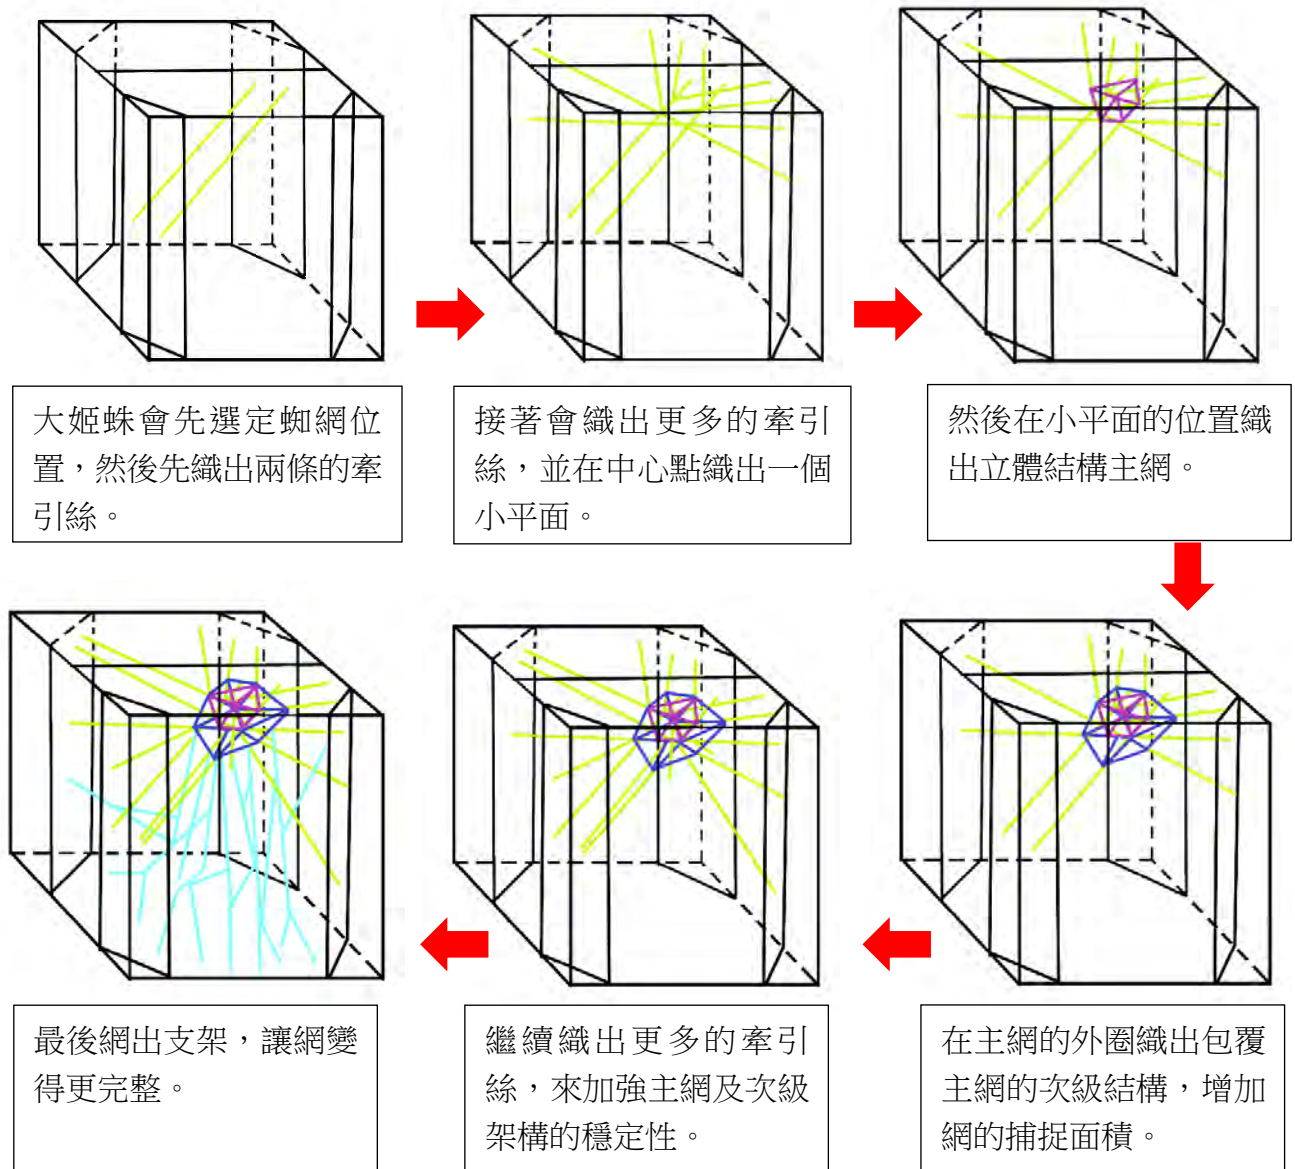 大姬蛛會先選定蜘網位
置，然後先織出兩條的牽
引絲。
接著會織出更多的牽引
絲，並在中心點織出一個
小平面。
然後在小平面的位置織
出立體結構主網。
在主網的外圈織出包覆
主網的次級結構，增加
網的捕捉面積。
繼續織出更多的牽引
絲，來加強主網及次級
架構的穩定性。
最後網出支架，讓網變
得更完整。